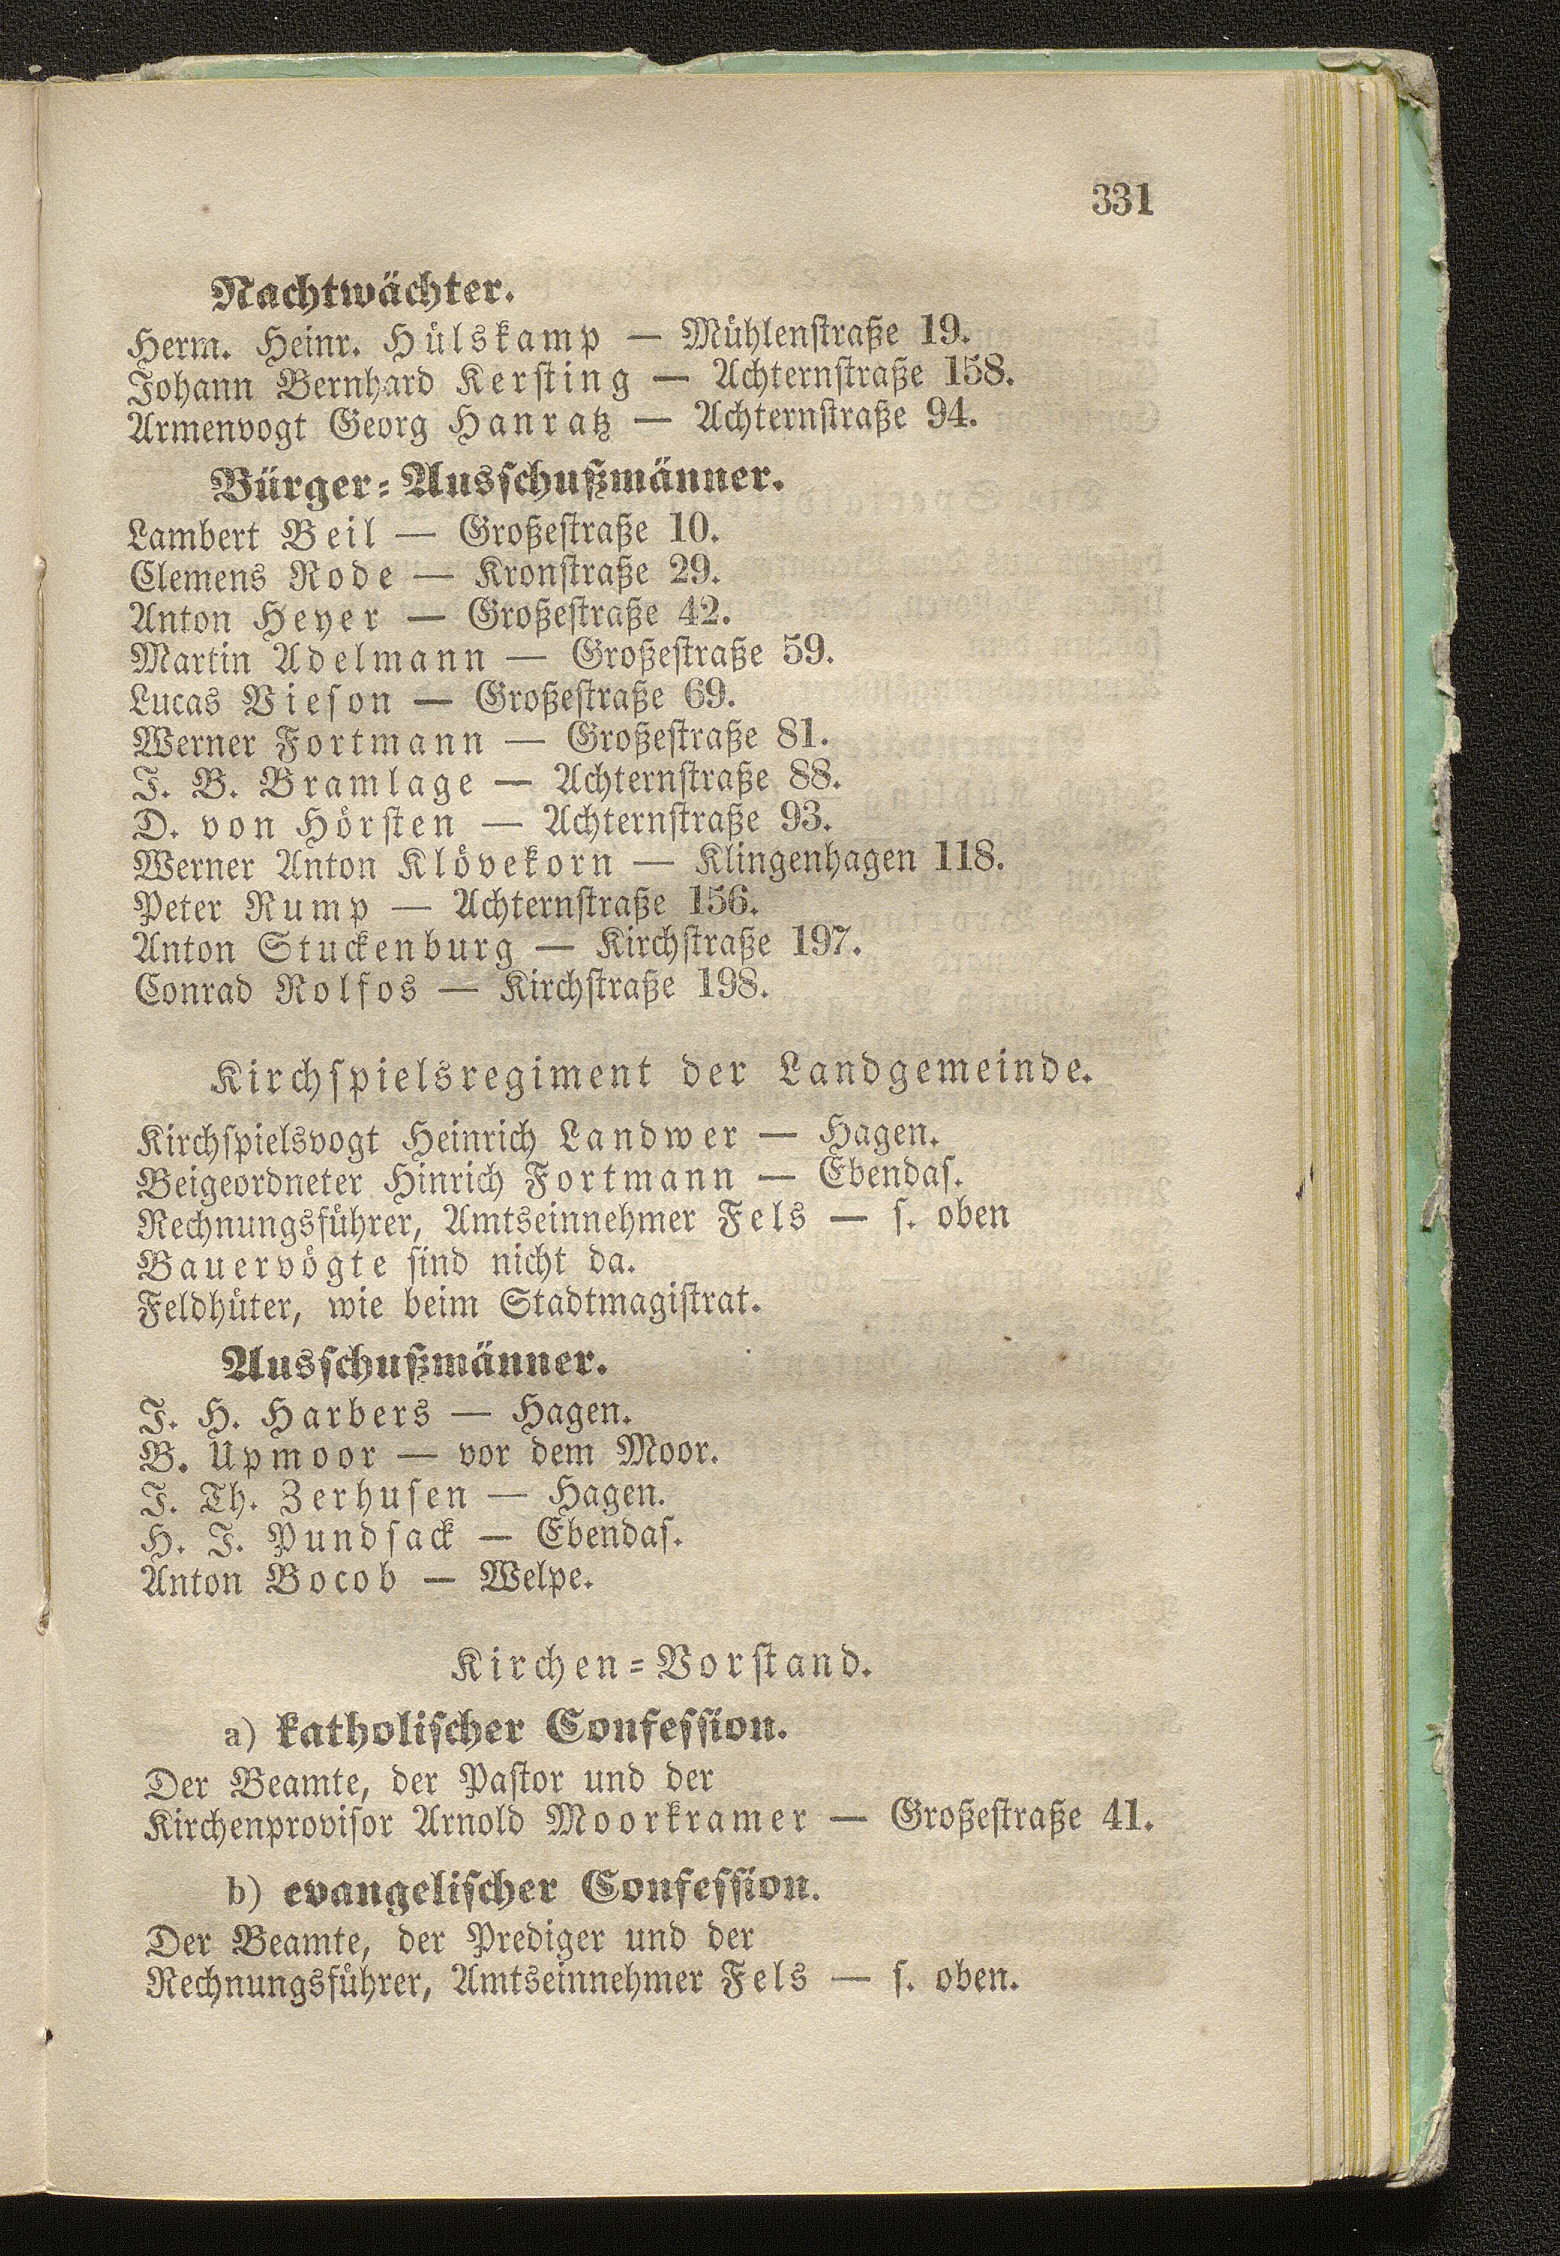 331
Nachtwächter.
Herm. Heinr. Hülskamp — Mühlenstraße 19.
Johann Bernhard Kersting — Achternstraße 158.
Armenvogt Georg Hanratz — Achternstraße 94.
Bürger-Ausschußmänner.
Lambert Beil — Großestraße 10.
Clemens Rode — Kronstraße 29.
Anton Heyer — Großestraße 42.
Martin Adelmann — Großestraße 59.
Lucas Vieson — Großestraße 69.
Werner Fortmann — Großestraße 81.
J. B. Bramlage — Achternstraße 88.
D. von Hörsten — Achternstraße 93.
Werner Anton Klövekorn — Klingenhagen 118.
Peter Rump — Achternstraße 156.
Anton Stuckenburg — Kirchstraße 197.
Conrad Rolfos — Kirchstraße 198.
Kirchspielsregiment der Landgemeinde.
Kirchspielsvogt Heinrich Landwer — Hagen.
Beigeordneter Hinrich Fortmann — Ebendas.
Rechnungsführer, Amtseinnehmer Fels — s. oben
Bauervögte sind nicht da.
Feldhüter, wie beim Stadtmagistrat.
Ausschußmänner.
J. H. Harbers — Hagen.
B. Upmoor — vor dem Moor.
J. Th. Zerhusen — Hagen.
H. J. Pundsack — Ebendas.
Anton Bocob — Welpe.
Kirchen-Vorstand.
a) katholischer Confession.
Der Beamte, der Pastor und der
Kirchenprovisor Arnold Moorkramer — Großestraße 41.
b) evangelischer Confession.
Der Beamte, der Prediger und der
Rechnungsführer, Amtseinnehmer Fels — s. oben.